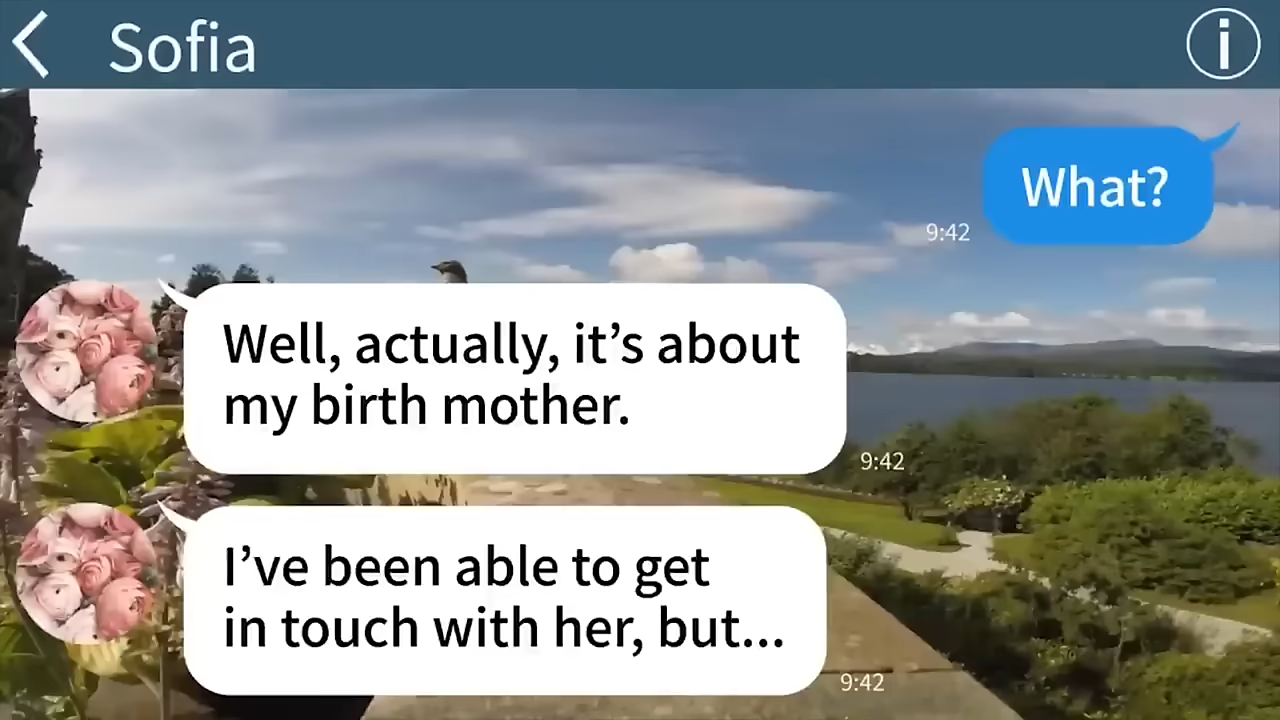 Sofia
What?
9:42
Well, actually, it’s about
my birth mother.
9:42
I’ve been able to get
in touch with her, but...
9:42